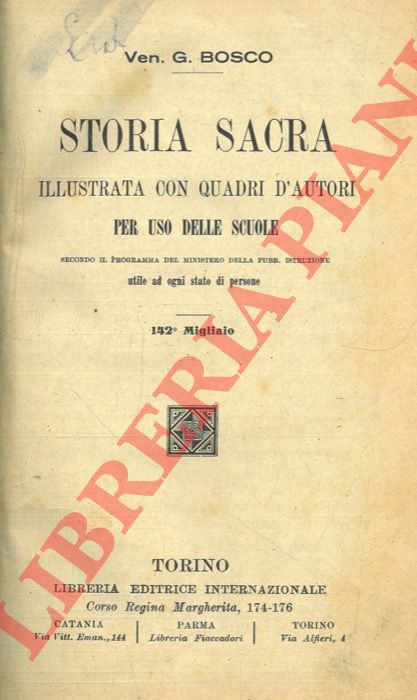 Ven. G. BOSCO
STORIA SACRA
ILLUSTRATA CON QUADRI D'AUTORI
PER USO DELLE SCUOLE
SECONDO IL PROGRAMMA DEL MINISTERO DELLA PUBB. ISTRUZIONE
utile ad ogni stato di persone
142° Migliaio
TORINO
LIBRERIA EDITRICE INTERNAZIONALE
Corso Regina Margherita, 174-176
CATANIA | PARMA | TORINO
Via Vitt. Eman., 144 | Libreria Fiaccadori | Via Alfieri, 4
LIBRERIA PIANI